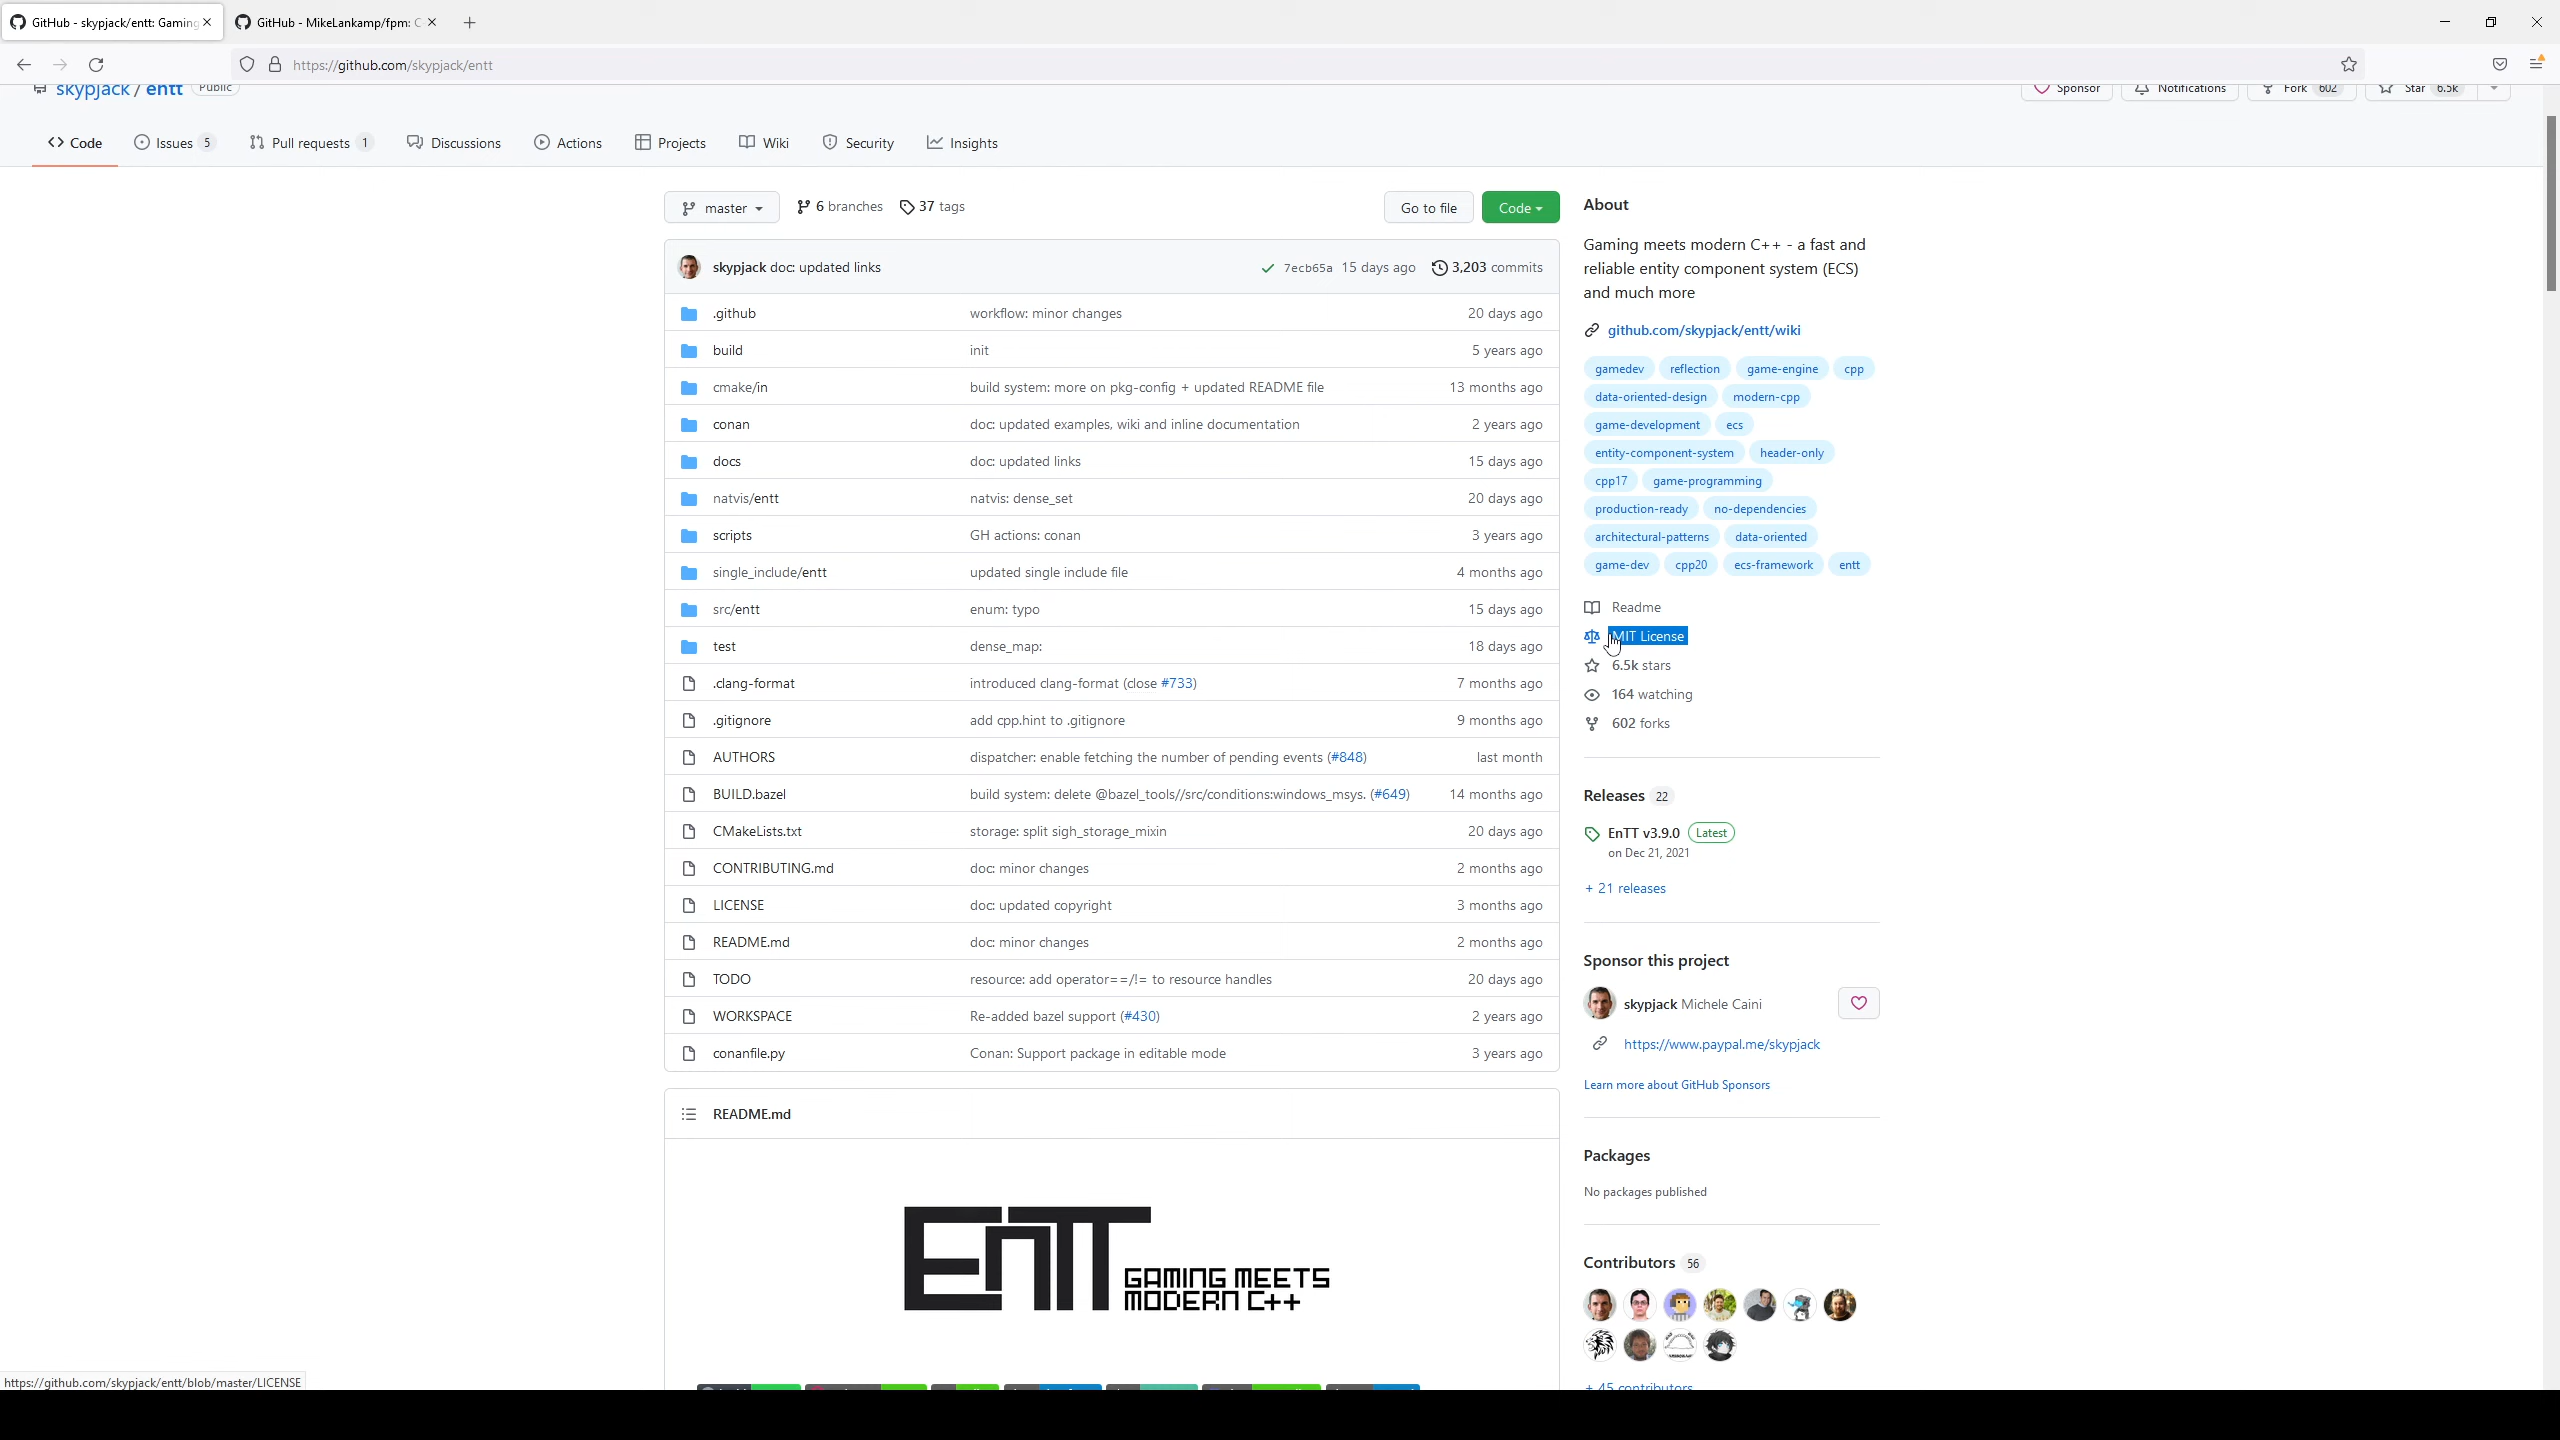 GitHub - skypjack/entt: Gaming
GitHub - MikeLankamp/fpm: C
https://github.com/skypjack/entt
skypjack / entt Public
Sponsor Notifications Fork 602 Star 6.5k
Code Issues 5 Pull requests 1 Discussions Actions Projects Wiki Security Insights
master 6 branches 37 tags Go to file Code
skypjack doc: updated links 7ecb65a 15 days ago 3,203 commits
.github workflow: minor changes 20 days ago
build init 5 years ago
cmake/in build system: more on pkg-config + updated README file 13 months ago
conan doc: updated examples, wiki and inline documentation 2 years ago
docs doc: updated links 15 days ago
natvis/entt natvis: dense_set 20 days ago
scripts GH actions: conan 3 years ago
single_include/entt updated single include file 4 months ago
src/entt enum: typo 15 days ago
test dense_map: 18 days ago
.clang-format introduced clang-format (close #733) 7 months ago
.gitignore add cpp.hint to .gitignore 9 months ago
AUTHORS dispatcher: enable fetching the number of pending events (#848) last month
BUILD.bazel build system: delete @bazel_tools//src/conditions:windows_msys. (#649) 14 months ago
CMakeLists.txt storage: split sigh_storage_mixin 20 days ago
CONTRIBUTING.md doc: minor changes 2 months ago
LICENSE doc: updated copyright 3 months ago
README.md doc: minor changes 2 months ago
TODO resource: add operator==/!= to resource handles 20 days ago
WORKSPACE Re-added bazel support (#430) 2 years ago
conanfile.py Conan: Support package in editable mode 3 years ago
README.md
EnTT
GAMING MEETS
MODERN C++
About
Gaming meets modern C++ - a fast and
reliable entity component system (ECS)
and much more
github.com/skypjack/entt/wiki
gamedev reflection game-engine cpp
data-oriented-design modern-cpp
game-development ecs
entity-component-system header-only
cpp17 game-programming
production-ready no-dependencies
architectural-patterns data-oriented
game-dev cpp20 ecs-framework entt
Readme
MIT License
6.5k stars
164 watching
602 forks
Releases 22
EnTT v3.9.0 Latest
on Dec 21, 2021
+ 21 releases
Sponsor this project
skypjack Michele Caini
https://www.paypal.me/skypjack
Learn more about GitHub Sponsors
Packages
No packages published
Contributors 56
+ 45 contributors
https://github.com/skypjack/entt/blob/master/LICENSE